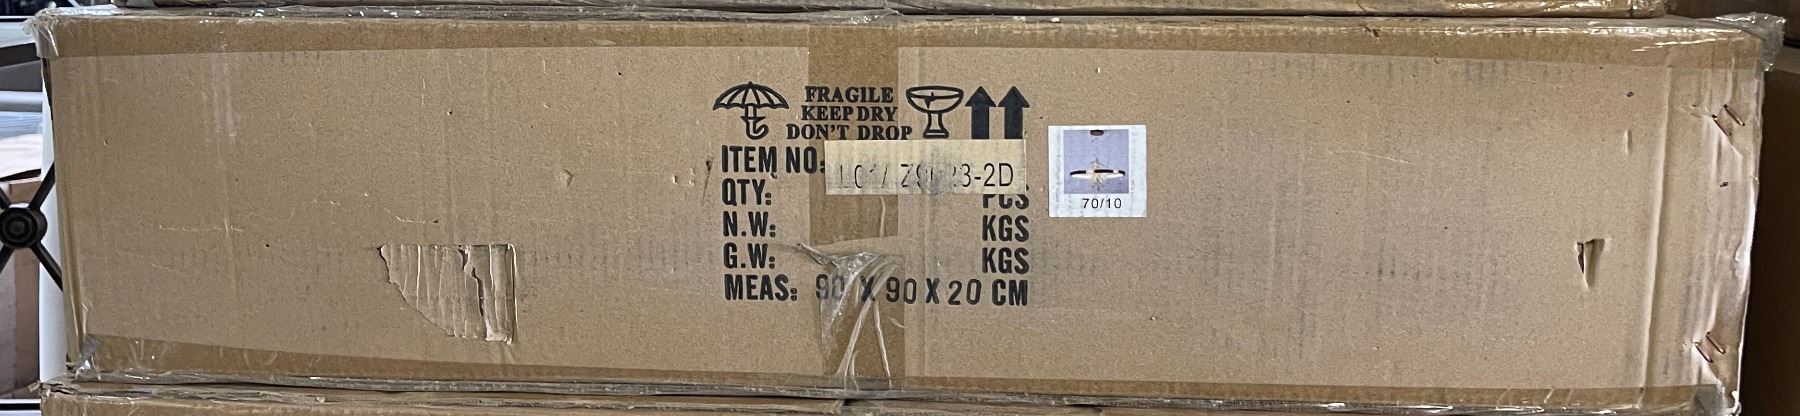 FRAGILE
KEEP DRY
DON'T DROP
ITEM NO:
QTY: PCS
N.W: KGS
G.W: KGS
MEAS: 90 X 90 X 20 CM
70/10